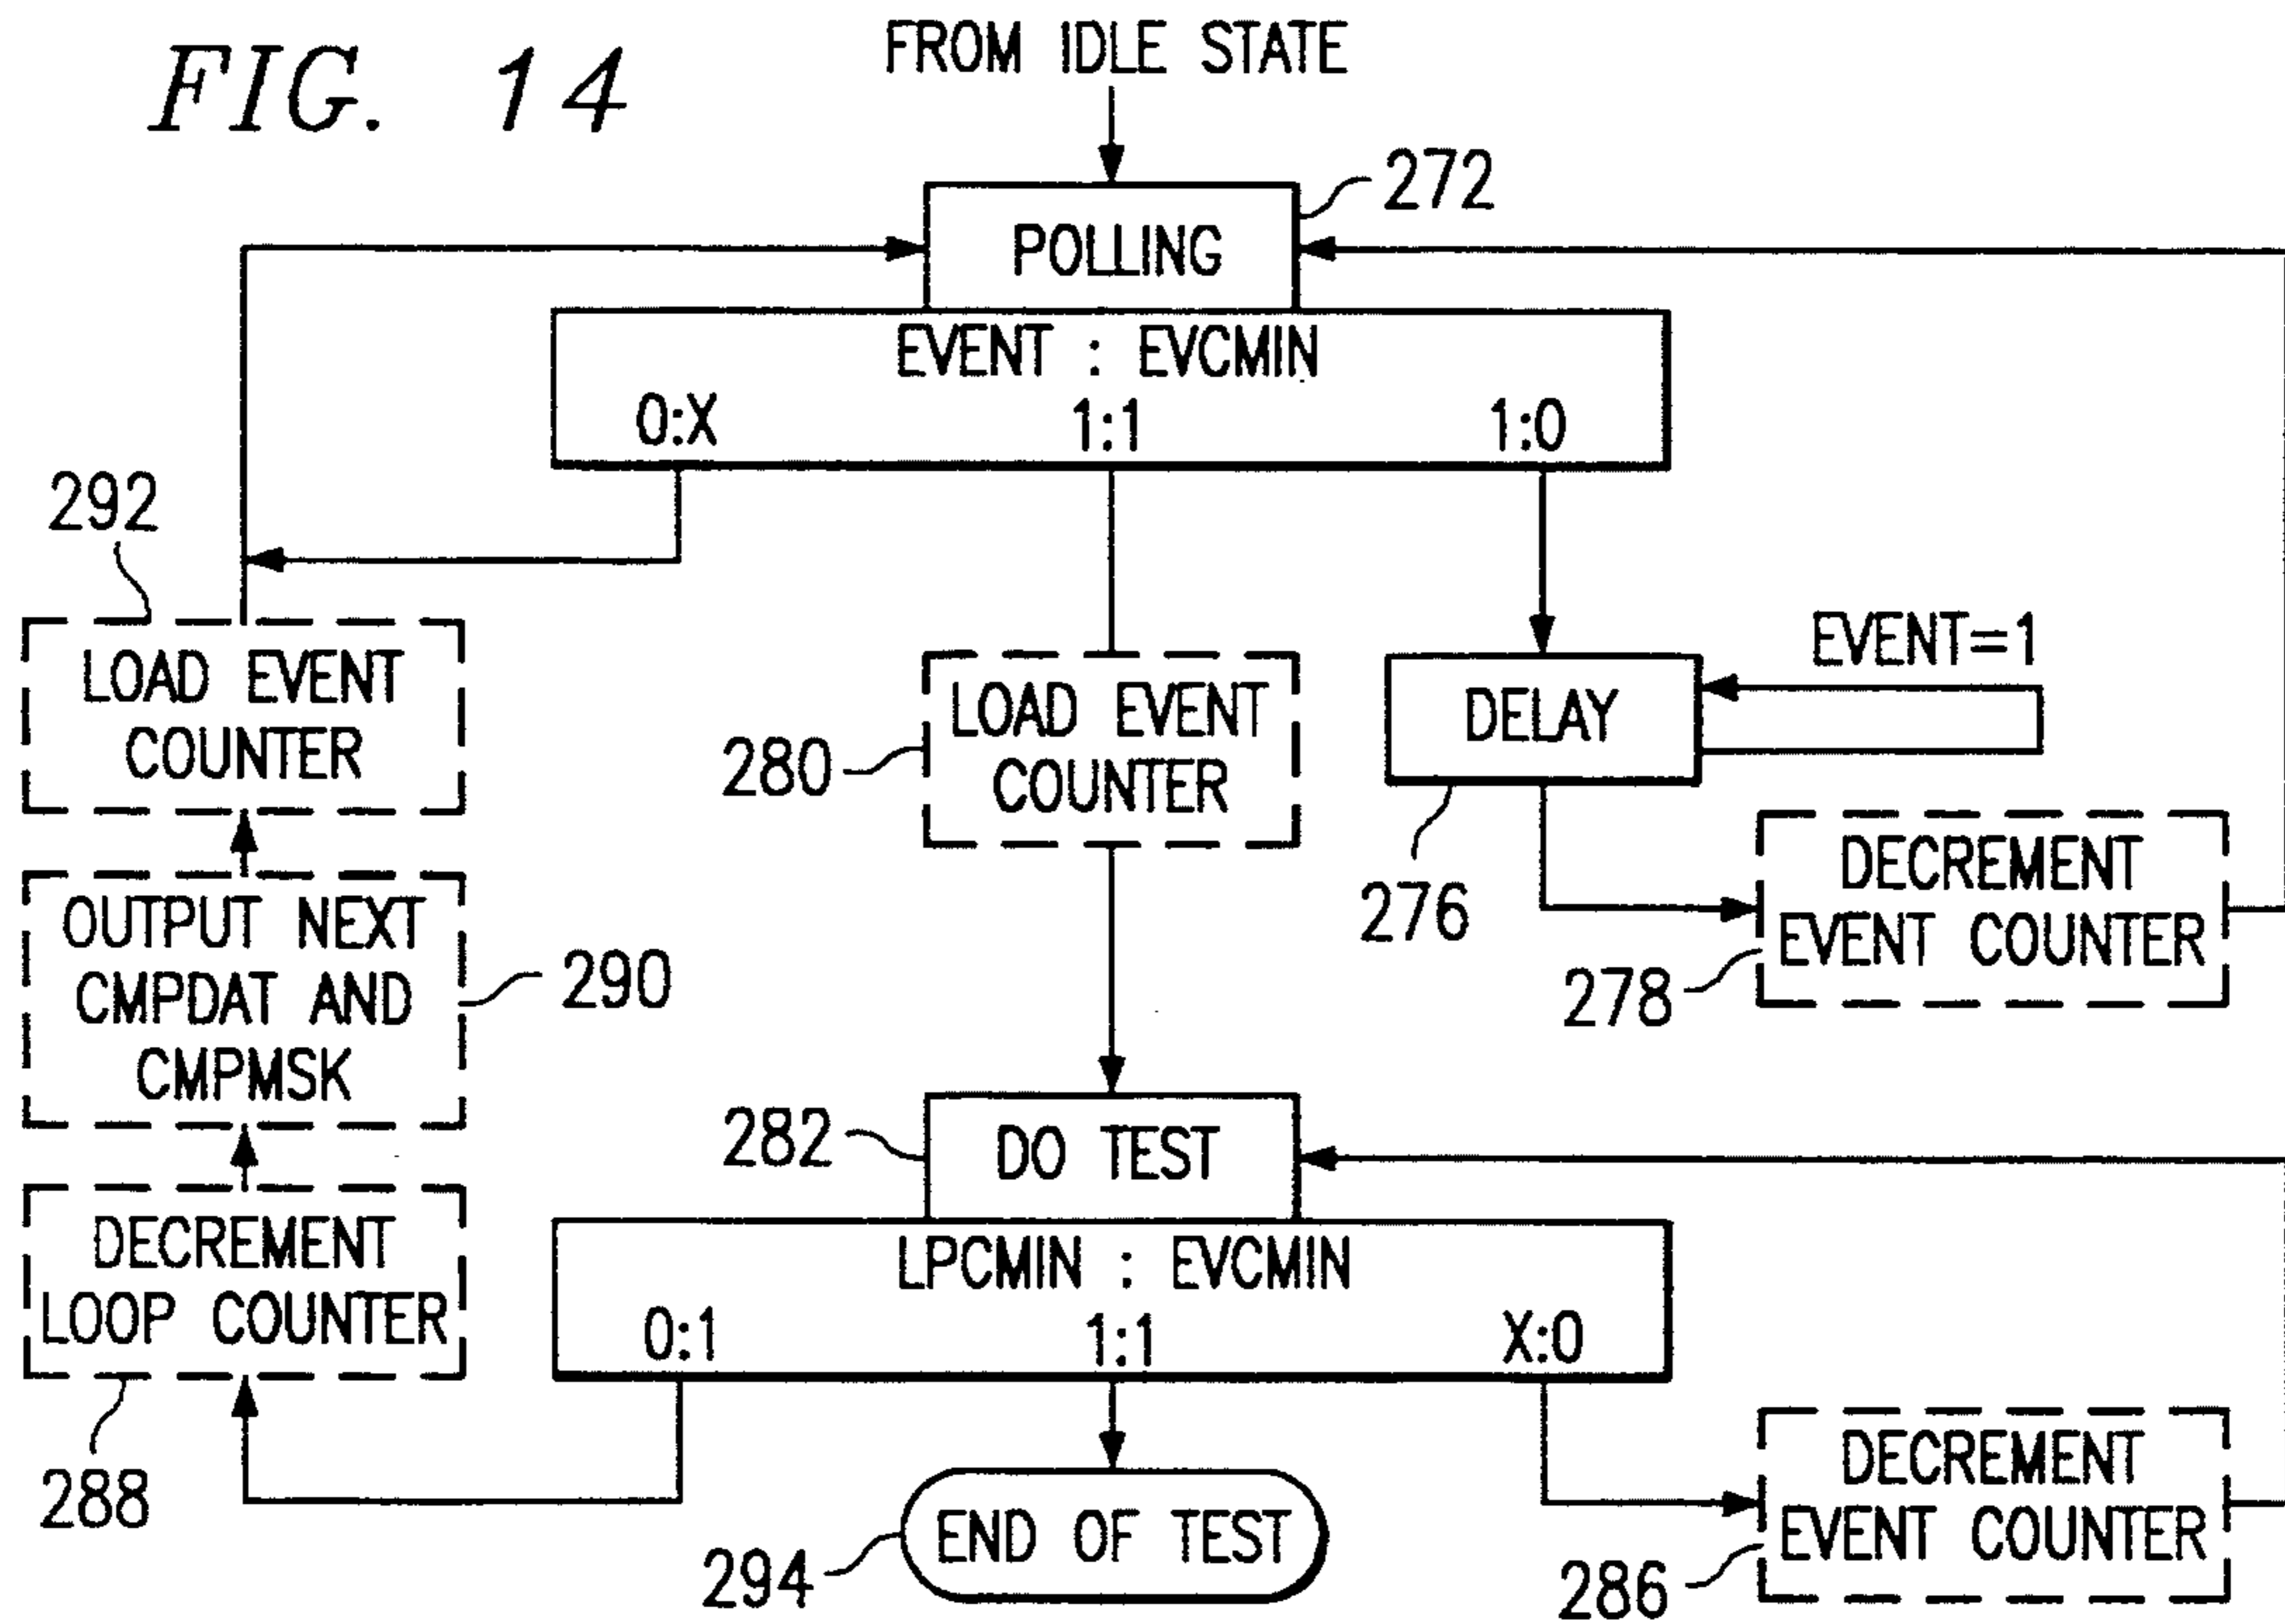 FIG. 14
FROM IDLE STATE
272
POLLING
EVENT : EVCMIN
0:X 1:1 1:0
292
LOAD EVENT
COUNTER
280
LOAD EVENT
COUNTER
EVENT=1
DELAY
276
DECREMENT
EVENT COUNTER
278
OUTPUT NEXT
CMPDAT AND
CMPMSK
290
282
DO TEST
DECREMENT
LOOP COUNTER
288
LPCMIN : EVCMIN
0:1 1:1 X:0
END OF TEST
294
DECREMENT
EVENT COUNTER
286